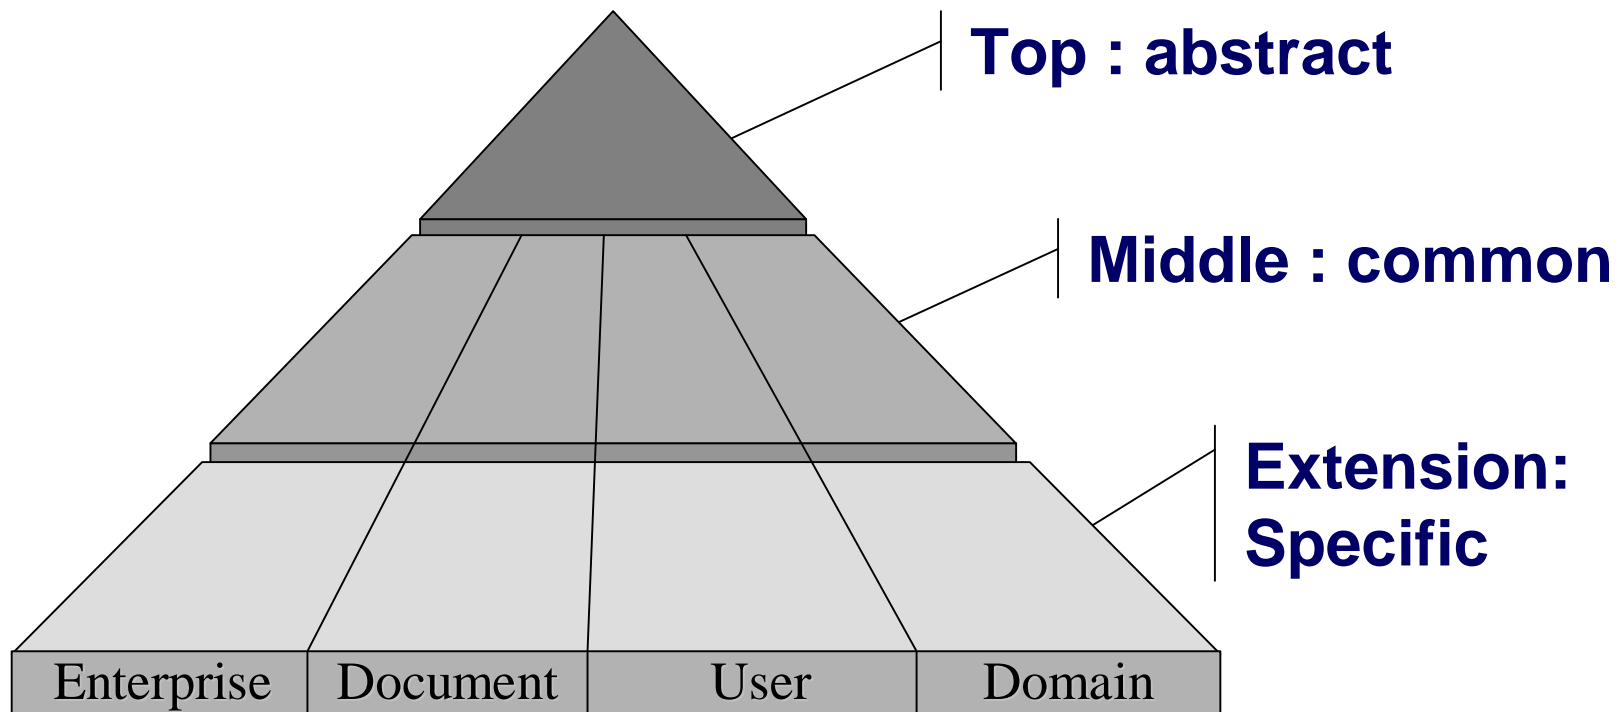 Top : abstract
Middle : common
Extension:
Specific
Enterprise Document User Domain